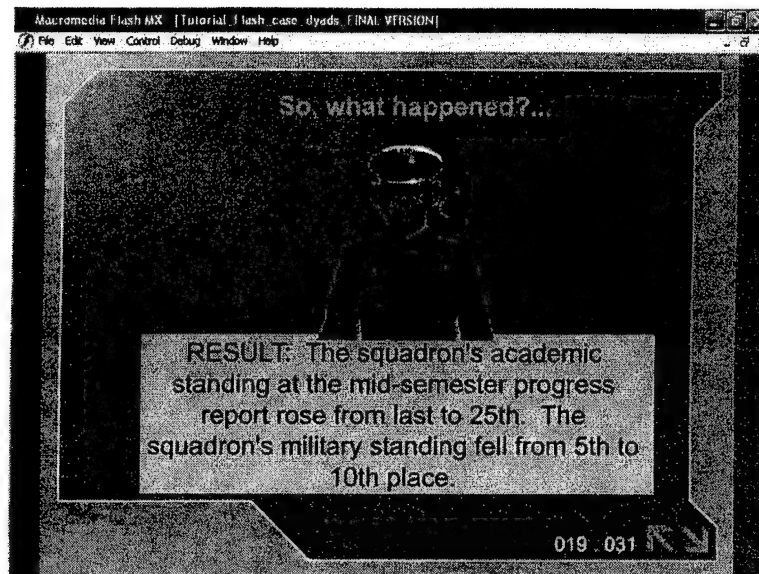 Macromedia Flash MX - [Tutorial_Flash_case_dyads_FINAL VERSION]
File Edit View Control Debug Window Help
So, what happened?...
RESULT: The squadron's academic
standing at the mid-semester progress
report rose from last to 25th. The
squadron's military standing fell from 5th to
10th place.
019 . 031